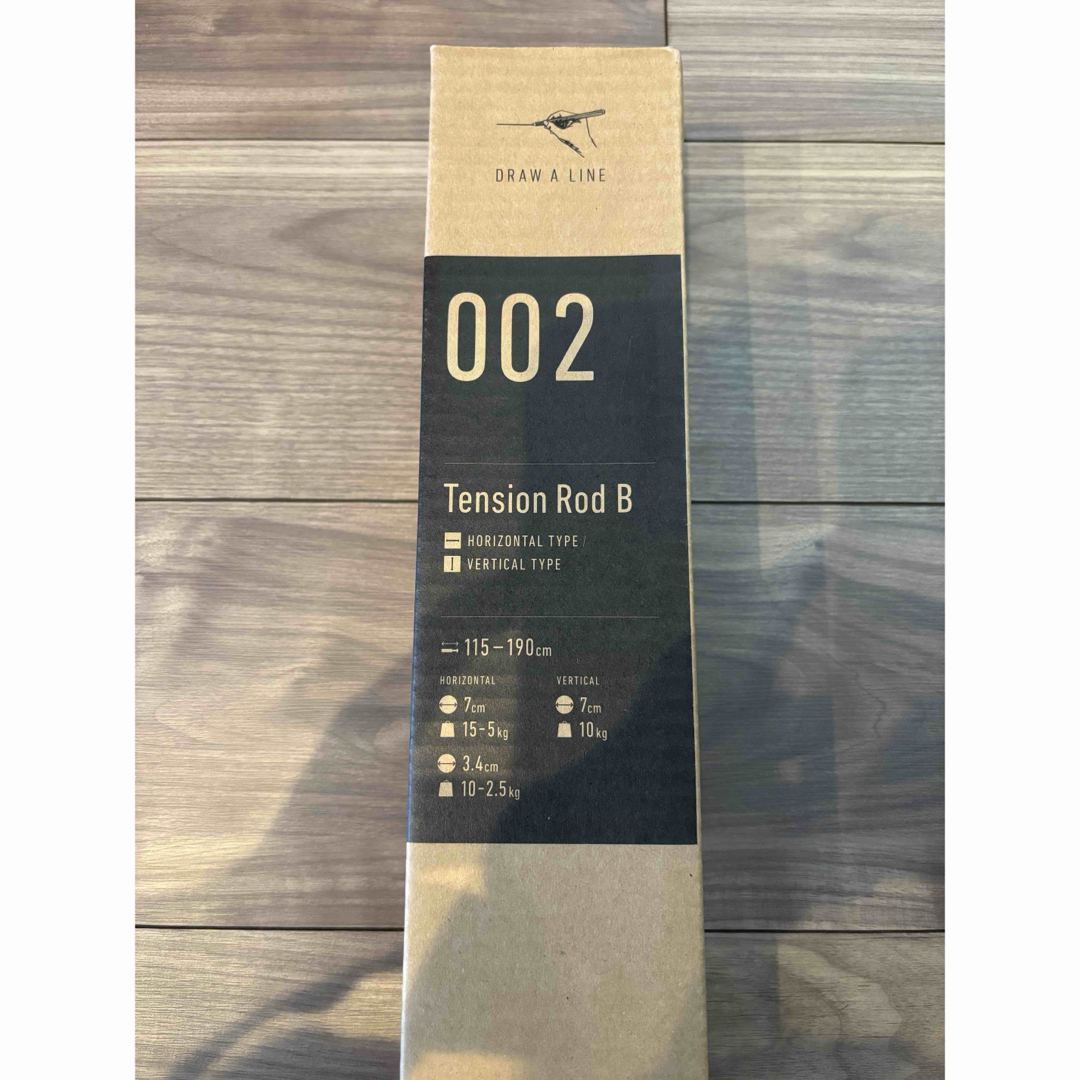 DRAW A LINE
002
Tension Rod B
HORIZONTAL TYPE /
VERTICAL TYPE
115–190cm
HORIZONTAL VERTICAL
7cm 7cm
15-5kg 10kg
3.4cm
10-2.5kg